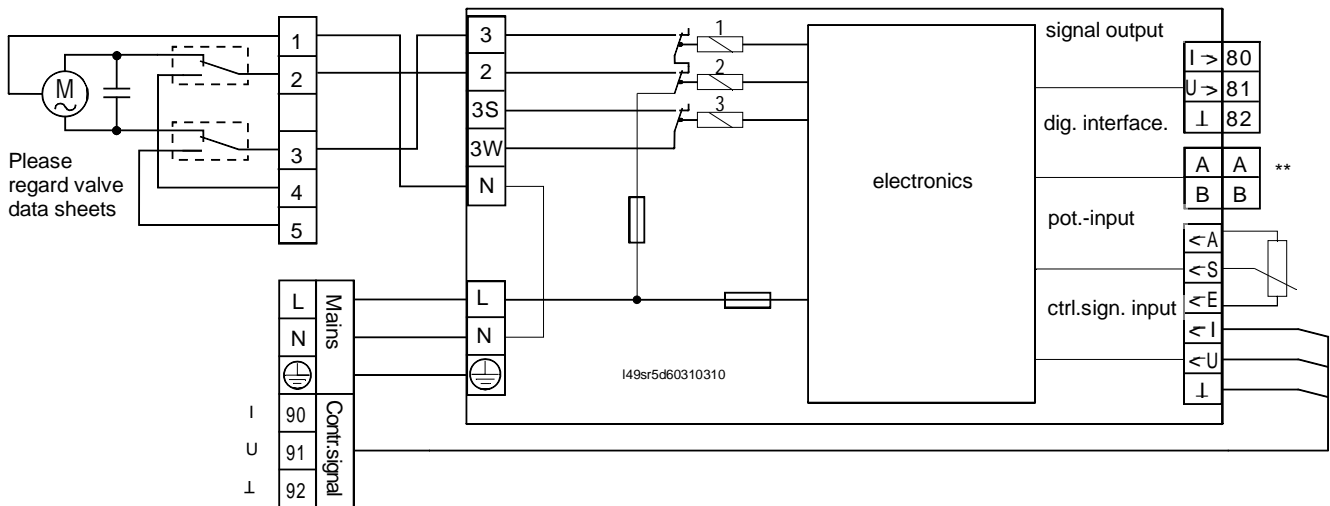 M
Please
regard valve
data sheets
1
2
3
4
5
L
N
Mains
I 90
U 91
⊥ 92
Contr.signal
3
2
3S
3W
N
L
N
1
2
3
electronics
I49sr5d60310310
signal output
dig. interface.
pot.-input
ctrl.sign. input
I-> 80
U-> 81
⊥ 82
A A **
B B
<-A
<-S
<-E
<-I
<-U
⊥